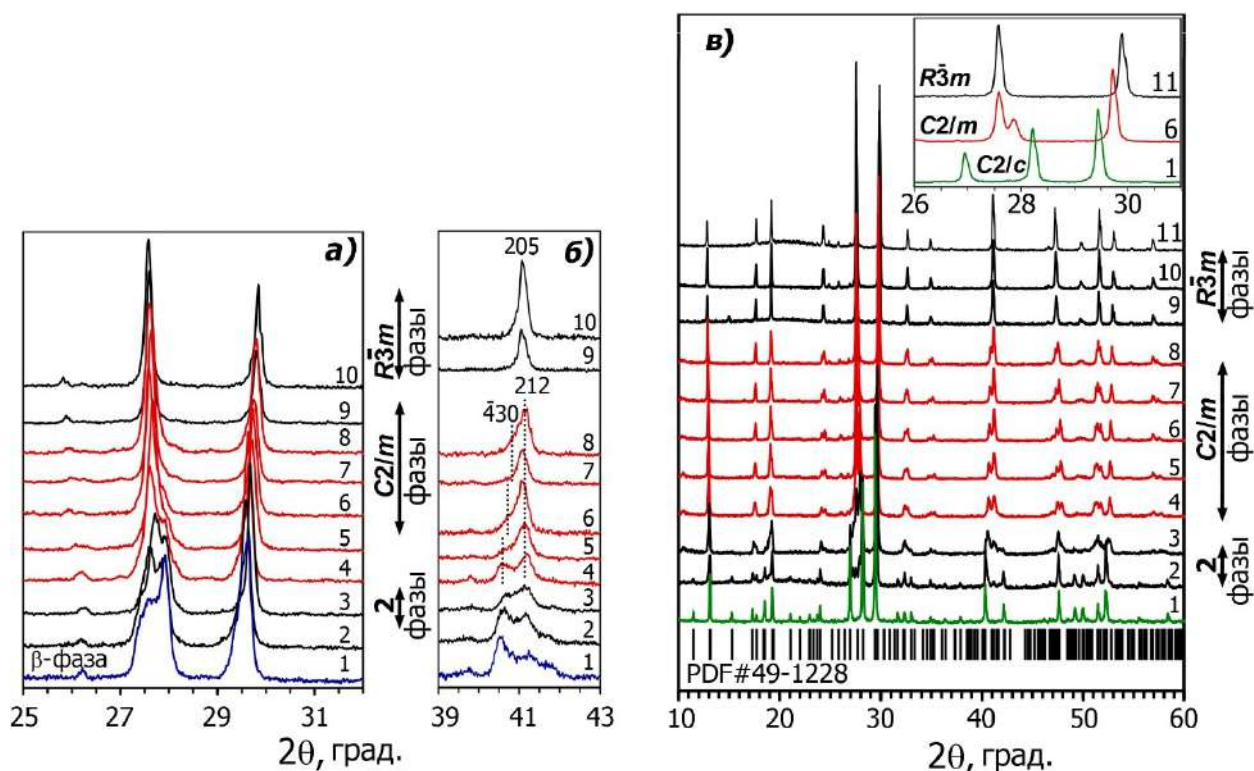 а)
10
9
8
7
6
5
4
3
2
1
β-фаза
25 27 29 31
2θ, град.
R3̄m
фазы
C2/m
фазы
2
фазы
б)
205
10
9
212
4̄30
8
7
6
5
4
3
2
1
39 41 43
в)
R3̄m
11
C2/m
6
C2/c
1
26 28 30
11
10
9
8
7
6
5
4
3
2
1
R3̄m
фазы
C2/m
фазы
2
фазы
PDF#49-1228
10 20 30 40 50 60
2θ, град.